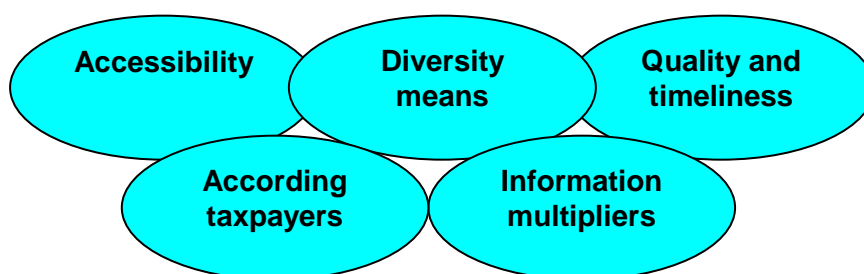 Accessibility
Diversity
means
Quality and
timeliness
According
taxpayers
Information
multipliers